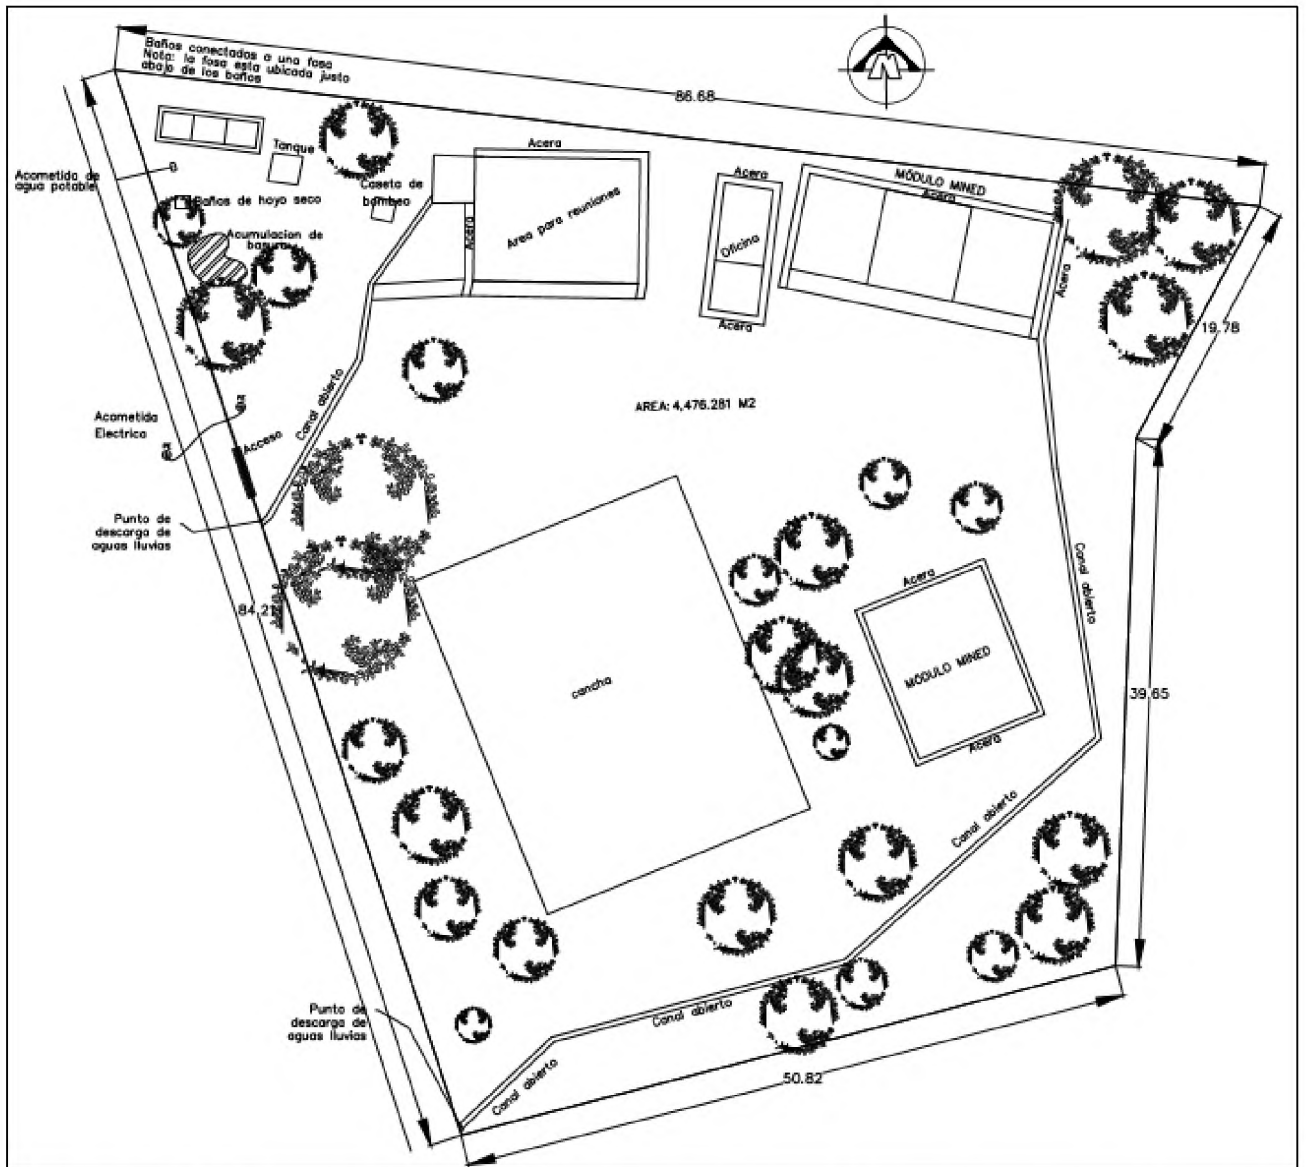 Baños conectados a una fosa
Nota: la fosa esta ubicada justo
abajo de los baños
86.68
N
Tanque
Acera
Acometida de
agua potable
Caseta de
bombeo
Baños de hoyo seco
Acumulacion de
basura
Acera
Area para reuniones
Acera
Oficina
Acera
MÓDULO MINED
Acera
Acera
19.78
Canal abierto
AREA: 4,476.281 M2
Acometida
Electrica
Acceso
Punto de
descarga de
aguas lluvias
84.21
cancha
Acera
MÓDULO MINED
Acera
Canal abierto
39.65
Canal abierto
Punto de
descarga de
aguas lluvias
Canal abierto
Canal abierto
50.82